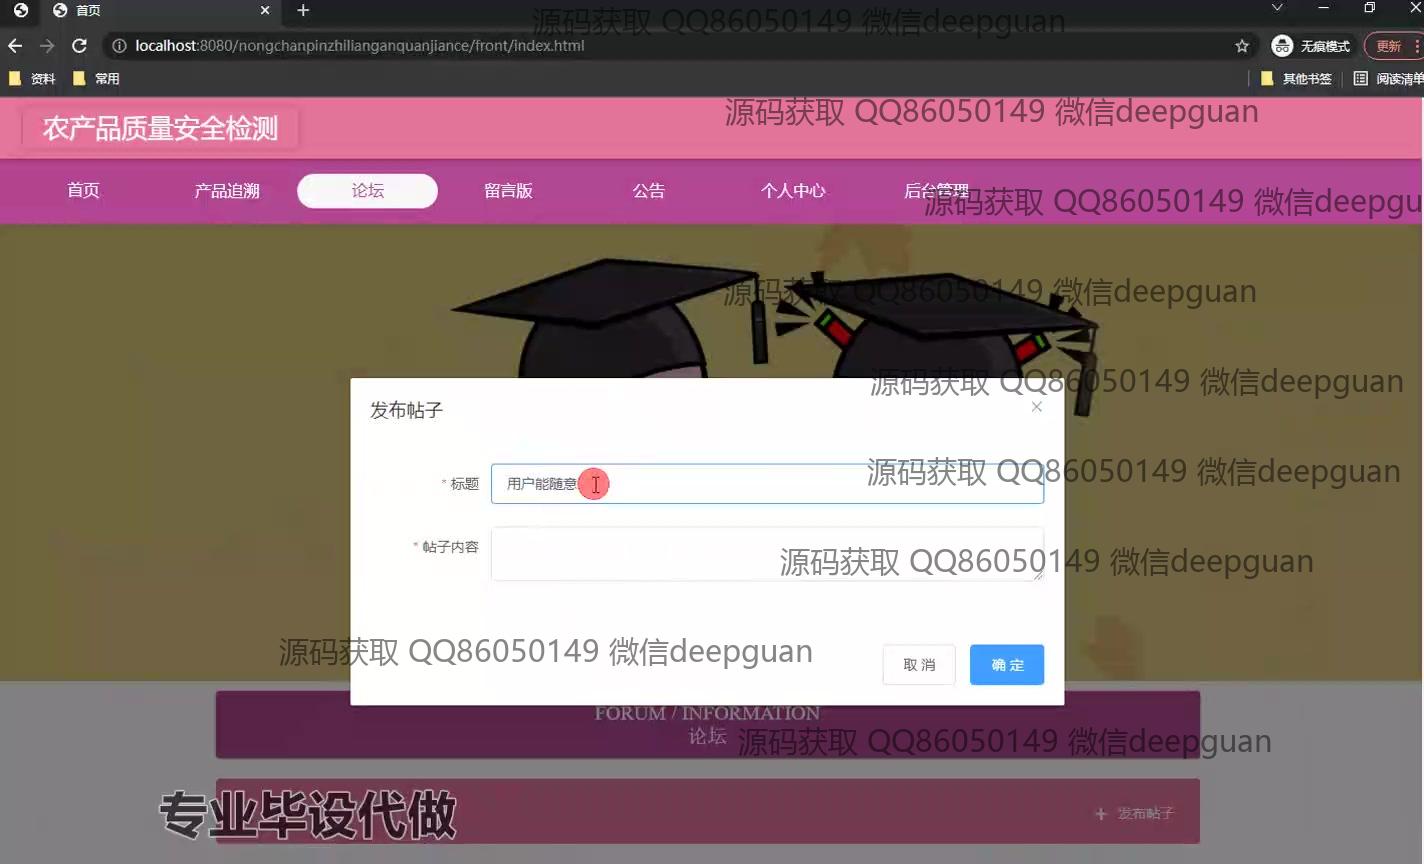 首页
源码获取 QQ86050149 微信deepguan
localhost:8080/nongchanpinzhilianganquanjiance/front/index.html
无痕模式
更新
资料
常用
其他书签
阅读清单
农产品质量安全检测
源码获取 QQ86050149 微信deepguan
首页
产品追溯
论坛
留言版
公告
个人中心
后台管理
源码获取 QQ86050149 微信deepgu
源码获取 QQ86050149 微信deepguan
源码获取 QQ86050149 微信deepguan
发布帖子
* 标题
用户能随意
源码获取 QQ86050149 微信deepguan
* 帖子内容
源码获取 QQ86050149 微信deepguan
源码获取 QQ86050149 微信deepguan
取 消
确 定
FORUM / INFORMATION
论坛
源码获取 QQ86050149 微信deepguan
专业毕设代做
+ 发布帖子